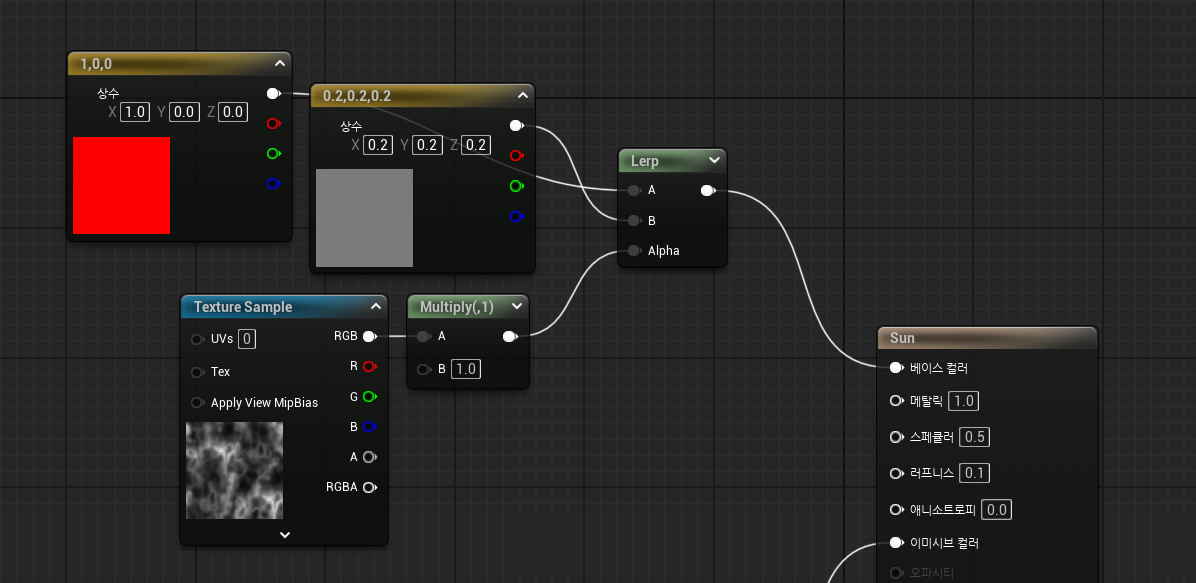 1,0,0
상수
X 1.0 Y 0.0 Z 0.0
0.2,0.2,0.2
상수
X 0.2 Y 0.2 Z 0.2
Lerp
A
B
Alpha
Texture Sample
UVs 0
RGB
Tex
R
Apply View MipBias
G
B
A
RGBA
Multiply(,1)
A
B 1.0
Sun
베이스 컬러
메탈릭 1.0
스페큘러 0.5
러프니스 0.1
애니소트로피 0.0
이미시브 컬러
오파시티